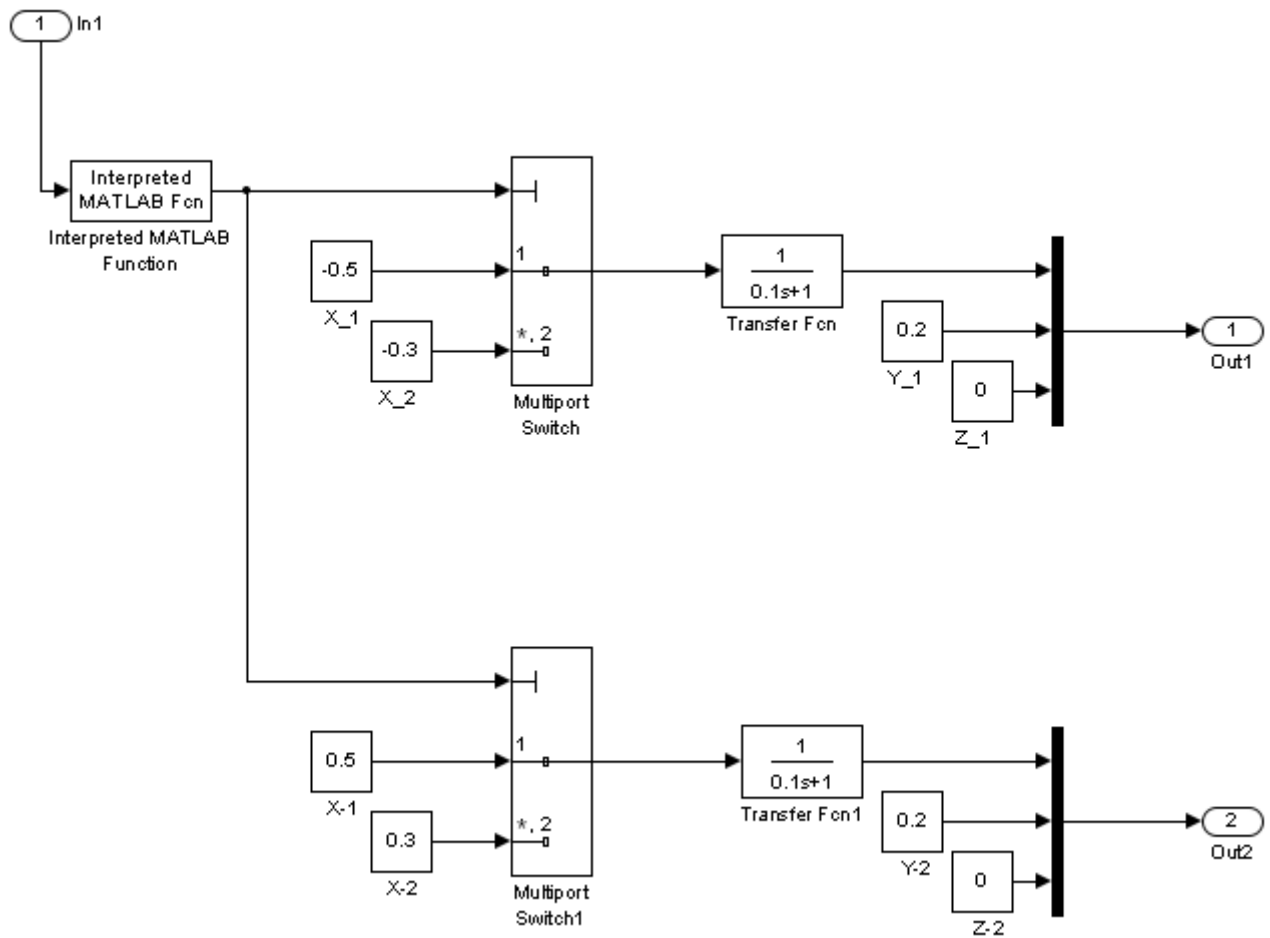 1
In1
Interpreted
MATLAB Fcn
Interpreted MATLAB
Function
-0.5
X_1
-0.3
X_2
1
*, 2
Multiport
Switch
1
0.1s+1
Transfer Fcn
0.2
Y_1
0
Z_1
1
Out1
0.5
X-1
0.3
X-2
1
*, 2
Multiport
Switch1
1
0.1s+1
Transfer Fcn1
0.2
Y-2
0
Z-2
2
Out2